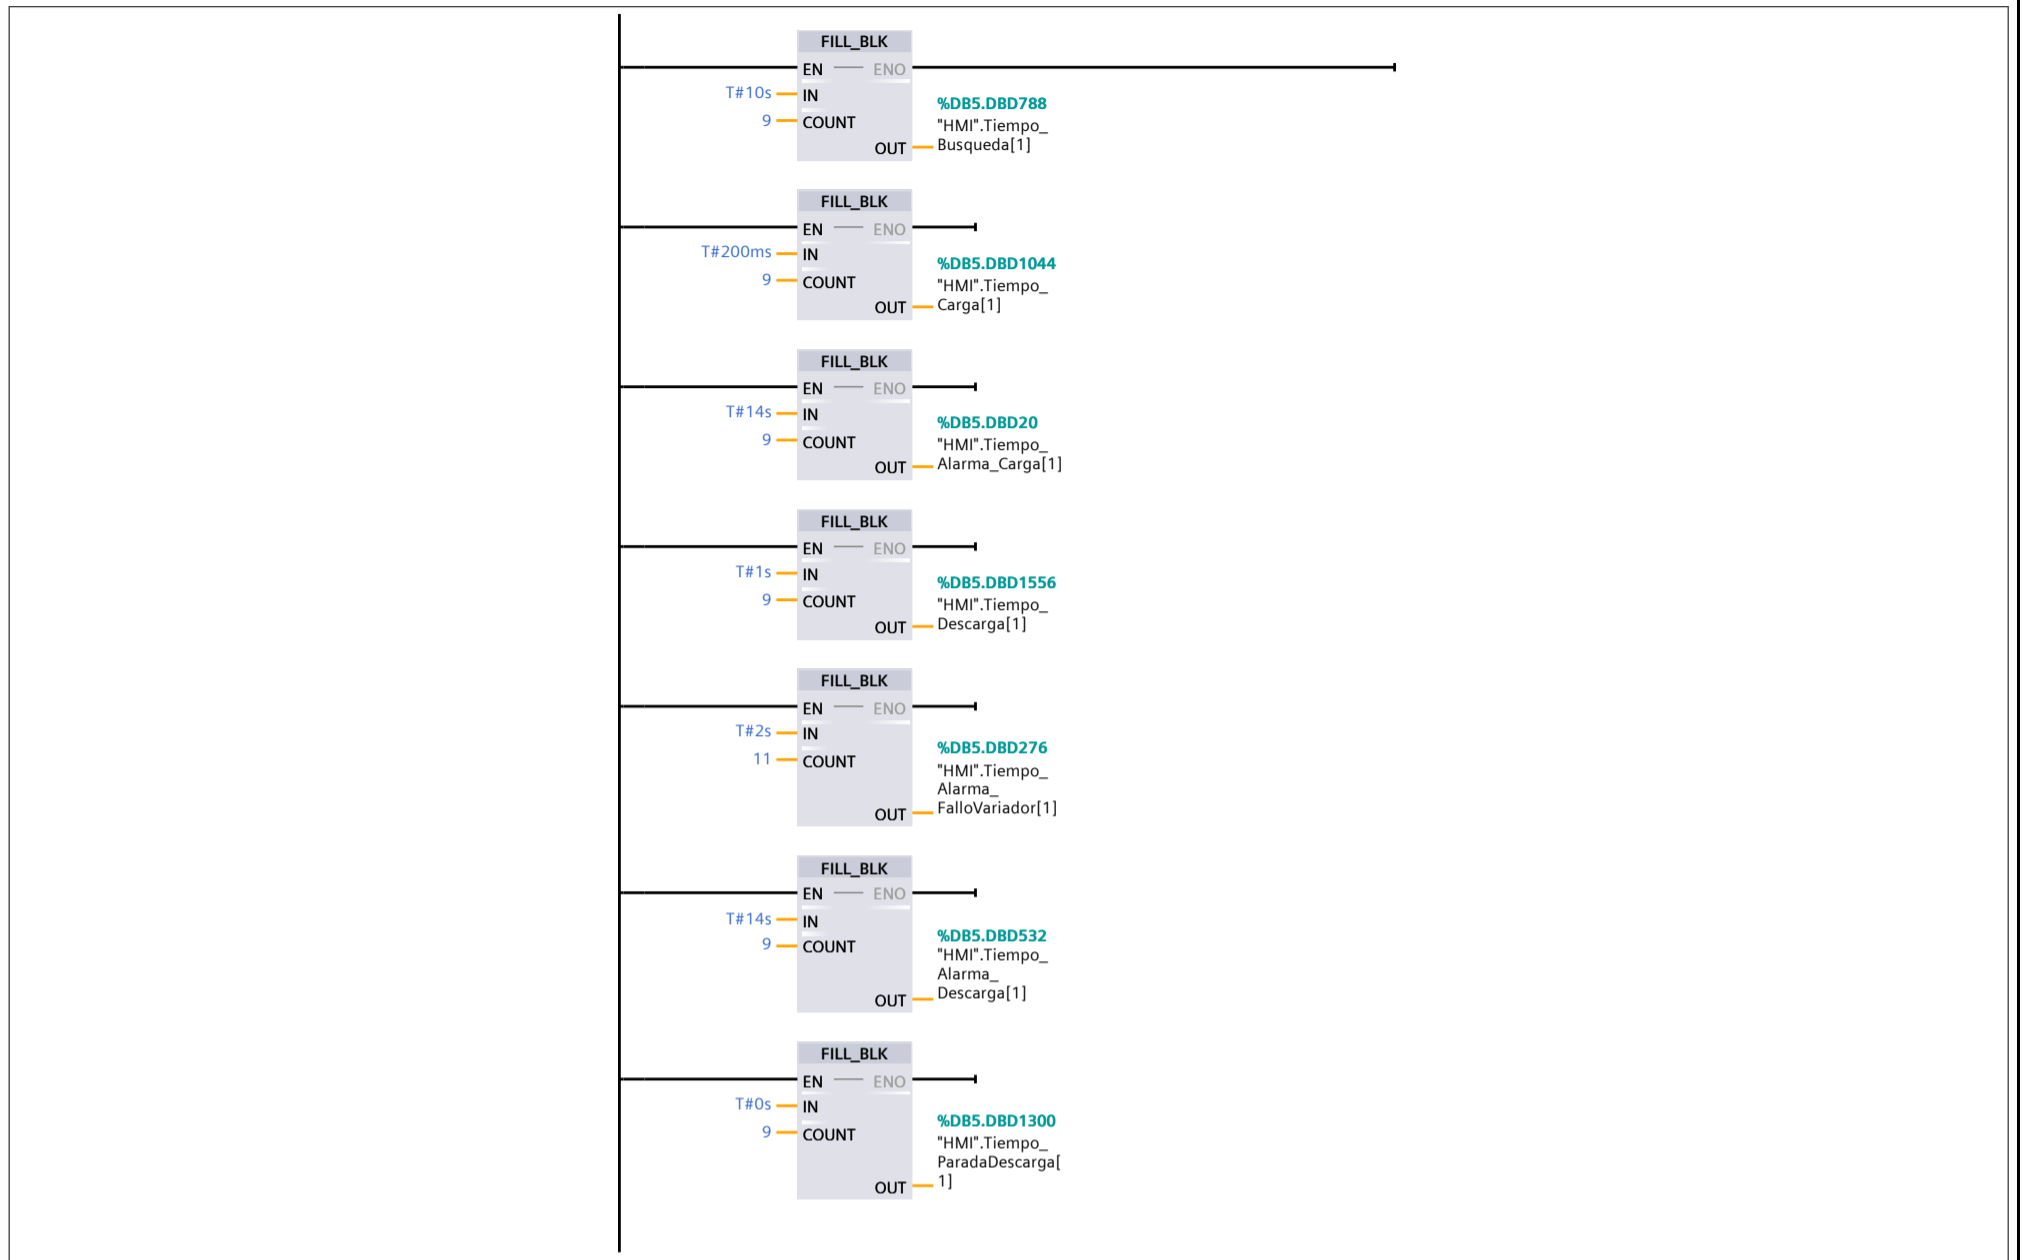 FILL_BLK
EN ENO
T#10s IN
%DB5.DBD788
9 COUNT
"HMI".Tiempo_
OUT Busqueda[1]
FILL_BLK
EN ENO
T#200ms IN
%DB5.DBD1044
9 COUNT
"HMI".Tiempo_
OUT Carga[1]
FILL_BLK
EN ENO
T#14s IN
%DB5.DBD20
9 COUNT
"HMI".Tiempo_
OUT Alarma_Carga[1]
FILL_BLK
EN ENO
T#1s IN
%DB5.DBD1556
9 COUNT
"HMI".Tiempo_
OUT Descarga[1]
FILL_BLK
EN ENO
T#2s IN
%DB5.DBD276
11 COUNT
"HMI".Tiempo_
Alarma_
FalloVariador[1]
OUT
FILL_BLK
EN ENO
T#14s IN
%DB5.DBD532
9 COUNT
"HMI".Tiempo_
Alarma_
Descarga[1]
OUT
FILL_BLK
EN ENO
T#0s IN
%DB5.DBD1300
9 COUNT
"HMI".Tiempo_
ParadaDescarga[
1]
OUT